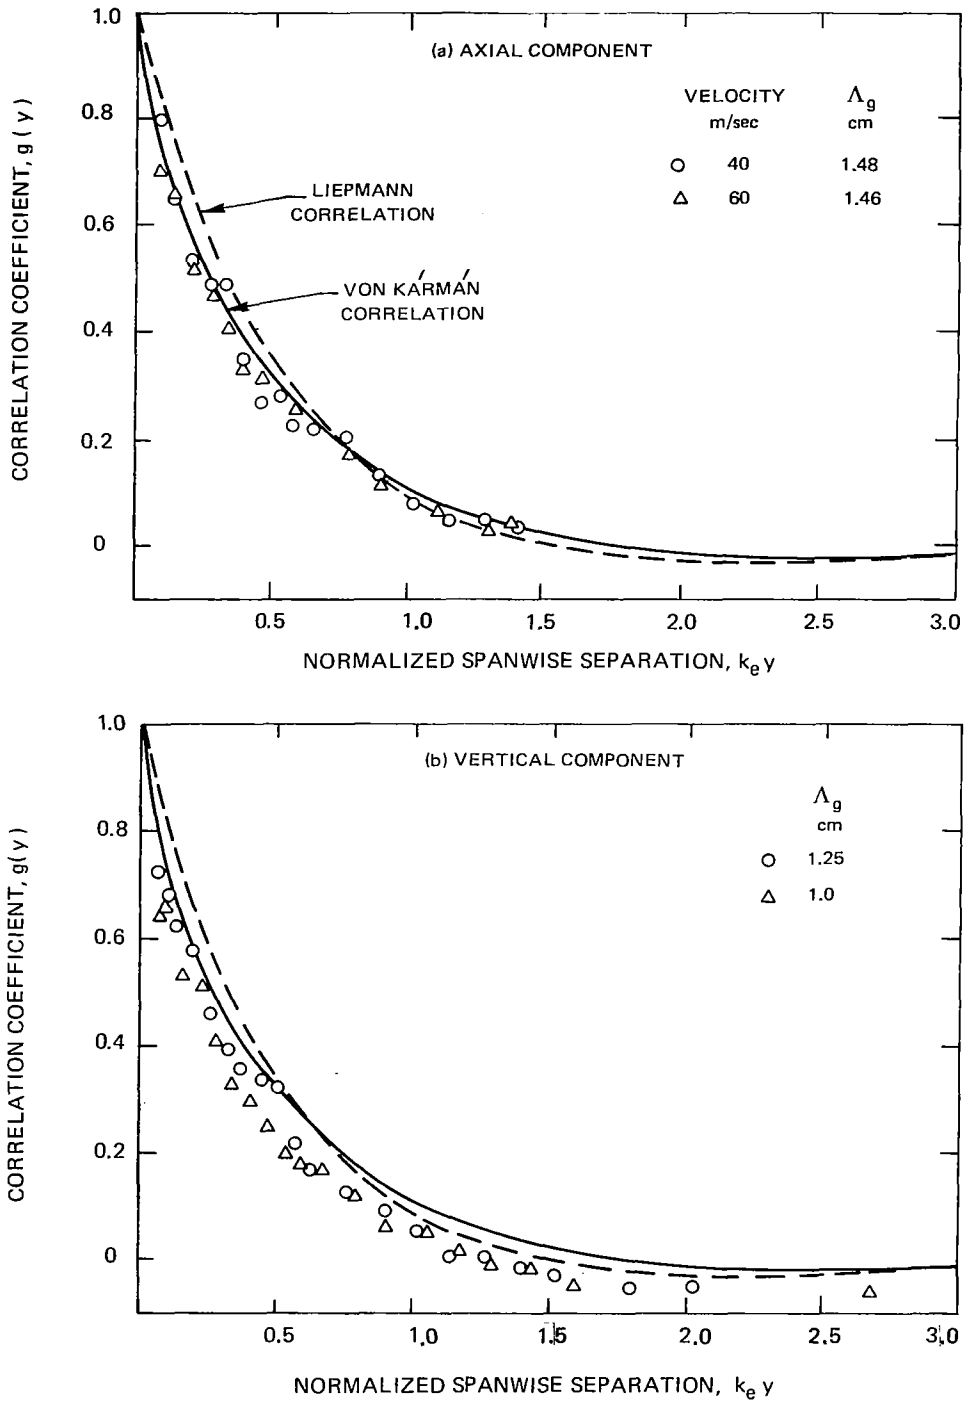 (a) AXIAL COMPONENT
VELOCITY Λg
m/sec cm
○ 40 1.48
△ 60 1.46
LIEPMANN
CORRELATION
VON KÁRMÁN
CORRELATION
CORRELATION COEFFICIENT, g(y)
1.0
0.8
0.6
0.4
0.2
0
0.5 1.0 1.5 2.0 2.5 3.0
NORMALIZED SPANWISE SEPARATION, key
(b) VERTICAL COMPONENT
Λg
cm
○ 1.25
△ 1.0
CORRELATION COEFFICIENT, g(y)
1.0
0.8
0.6
0.4
0.2
0
0.5 1.0 1.5 2.0 2.5 3.0
NORMALIZED SPANWISE SEPARATION, key